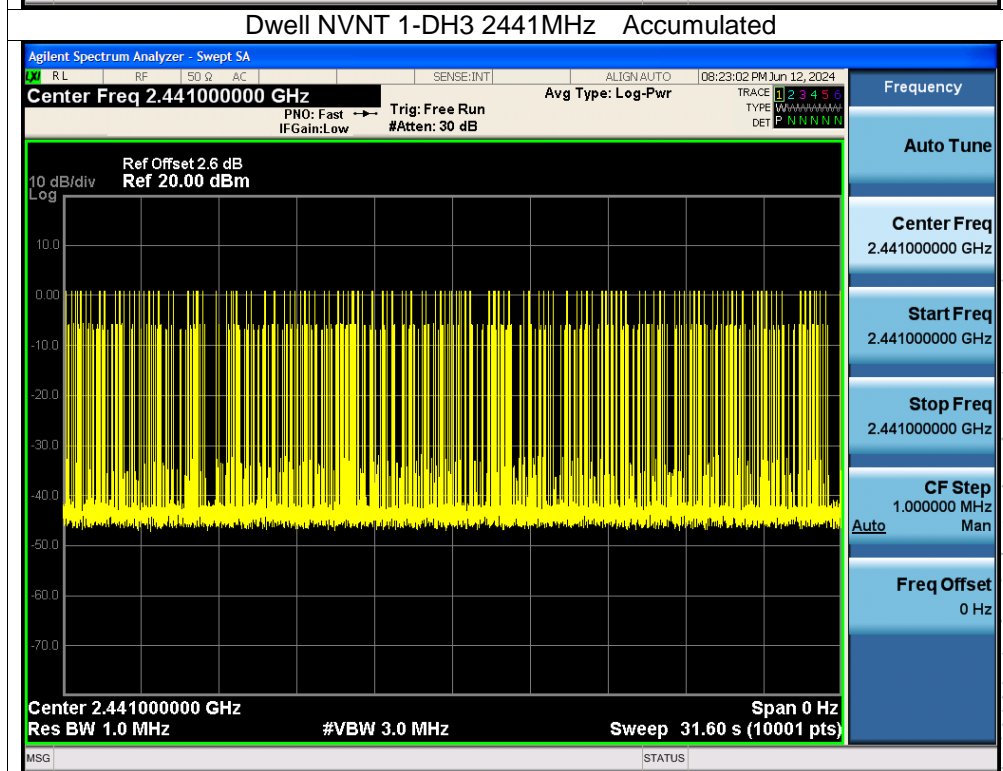 Dwell NVNT 1-DH3 2441MHz Accumulated
Agilent Spectrum Analyzer - Swept SA
LXI RL RF 50 Ω AC SENSE:INT ALIGN AUTO 08:23:02 PM Jun 12, 2024
Center Freq 2.441000000 GHz
PNO: Fast
IFGain:Low
Trig: Free Run
#Atten: 30 dB
Avg Type: Log-Pwr
TRACE 1 2 3 4 5 6
TYPE WWWWWW
DET P N N N N N
Ref Offset 2.6 dB
10 dB/div Ref 20.00 dBm
Log
10.0
0.00
-10.0
-20.0
-30.0
-40.0
-50.0
-60.0
-70.0
Center 2.441000000 GHz Span 0 Hz
Res BW 1.0 MHz #VBW 3.0 MHz Sweep 31.60 s (10001 pts)
MSG STATUS
Frequency
Auto Tune
Center Freq
2.441000000 GHz
Start Freq
2.441000000 GHz
Stop Freq
2.441000000 GHz
CF Step
1.000000 MHz
Auto Man
Freq Offset
0 Hz